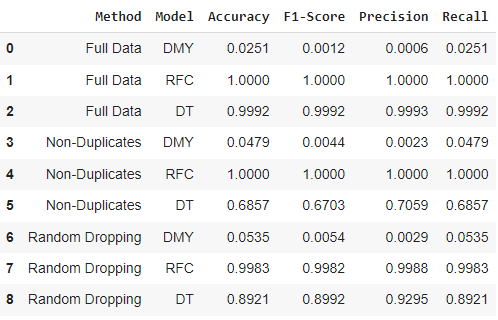 Method Model Accuracy F1-Score Precision Recall
0 Full Data DMY 0.0251 0.0012 0.0006 0.0251
1 Full Data RFC 1.0000 1.0000 1.0000 1.0000
2 Full Data DT 0.9992 0.9992 0.9993 0.9992
3 Non-Duplicates DMY 0.0479 0.0044 0.0023 0.0479
4 Non-Duplicates RFC 1.0000 1.0000 1.0000 1.0000
5 Non-Duplicates DT 0.6857 0.6703 0.7059 0.6857
6 Random Dropping DMY 0.0535 0.0054 0.0029 0.0535
7 Random Dropping RFC 0.9983 0.9982 0.9988 0.9983
8 Random Dropping DT 0.8921 0.8992 0.9295 0.8921